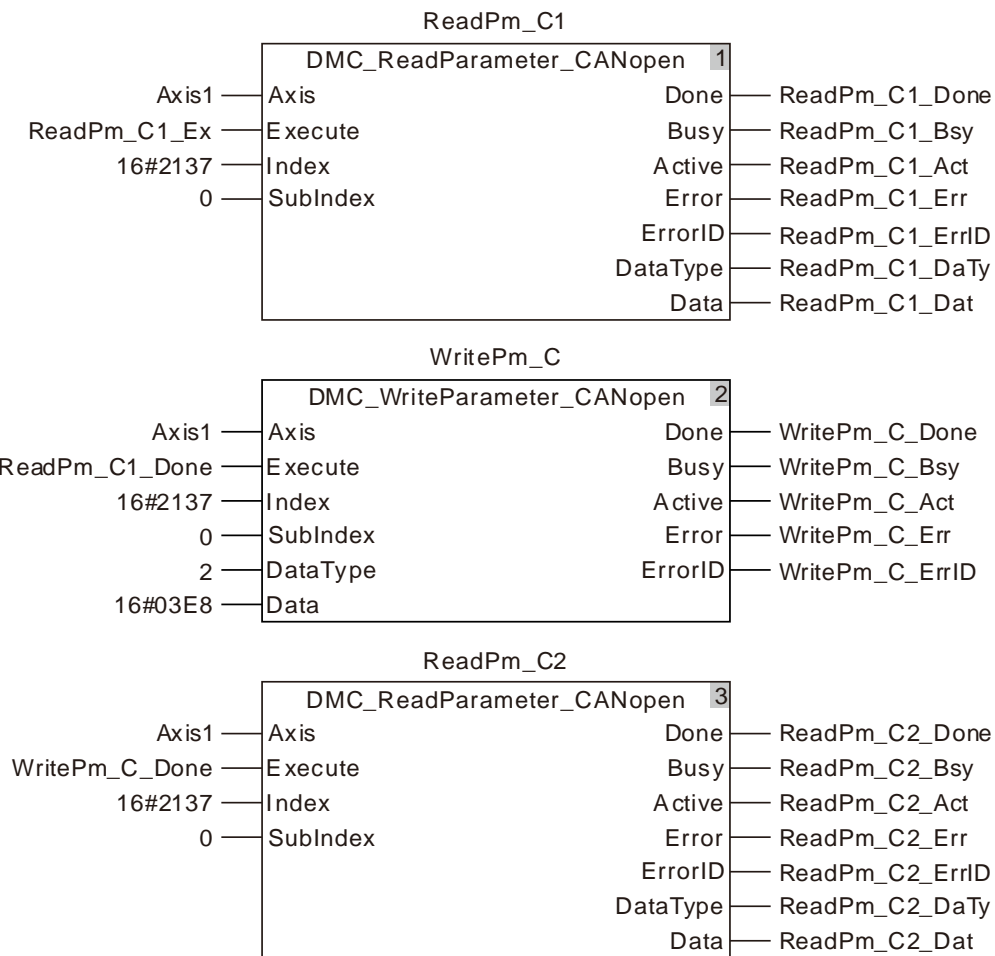 ReadPm_C1
DMC_ReadParameter_CANopen 1
Axis1 Axis Done ReadPm_C1_Done
ReadPm_C1_Ex Execute Busy ReadPm_C1_Bsy
16#2137 Index Active ReadPm_C1_Act
0 SubIndex Error ReadPm_C1_Err
ErrorID ReadPm_C1_ErrID
DataType ReadPm_C1_DaTy
Data ReadPm_C1_Dat
WritePm_C
DMC_WriteParameter_CANopen 2
Axis1 Axis Done WritePm_C_Done
ReadPm_C1_Done Execute Busy WritePm_C_Bsy
16#2137 Index Active WritePm_C_Act
0 SubIndex Error WritePm_C_Err
2 DataType ErrorID WritePm_C_ErrID
16#03E8 Data
ReadPm_C2
DMC_ReadParameter_CANopen 3
Axis1 Axis Done ReadPm_C2_Done
WritePm_C_Done Execute Busy ReadPm_C2_Bsy
16#2137 Index Active ReadPm_C2_Act
0 SubIndex Error ReadPm_C2_Err
ErrorID ReadPm_C2_ErrID
DataType ReadPm_C2_DaTy
Data ReadPm_C2_Dat